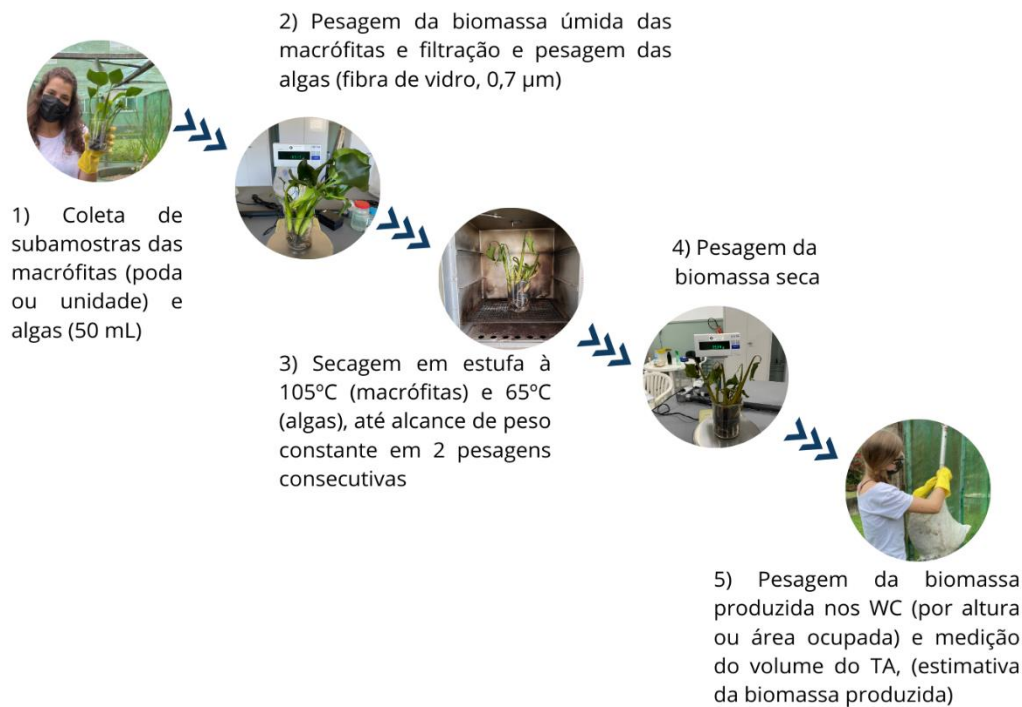 2) Pesagem da biomassa úmida das
macrófitas e filtração e pesagem das
algas (fibra de vidro, 0,7 µm)
1) Coleta de
subamostras das
macrófitas (poda
ou unidade) e
algas (50 mL)
4) Pesagem da
biomassa seca
3) Secagem em estufa à
105ºC (macrófitas) e 65ºC
(algas), até alcance de peso
constante em 2 pesagens
consecutivas
5) Pesagem da biomassa
produzida nos WC (por altura
ou área ocupada) e medição
do volume do TA, (estimativa
da biomassa produzida)